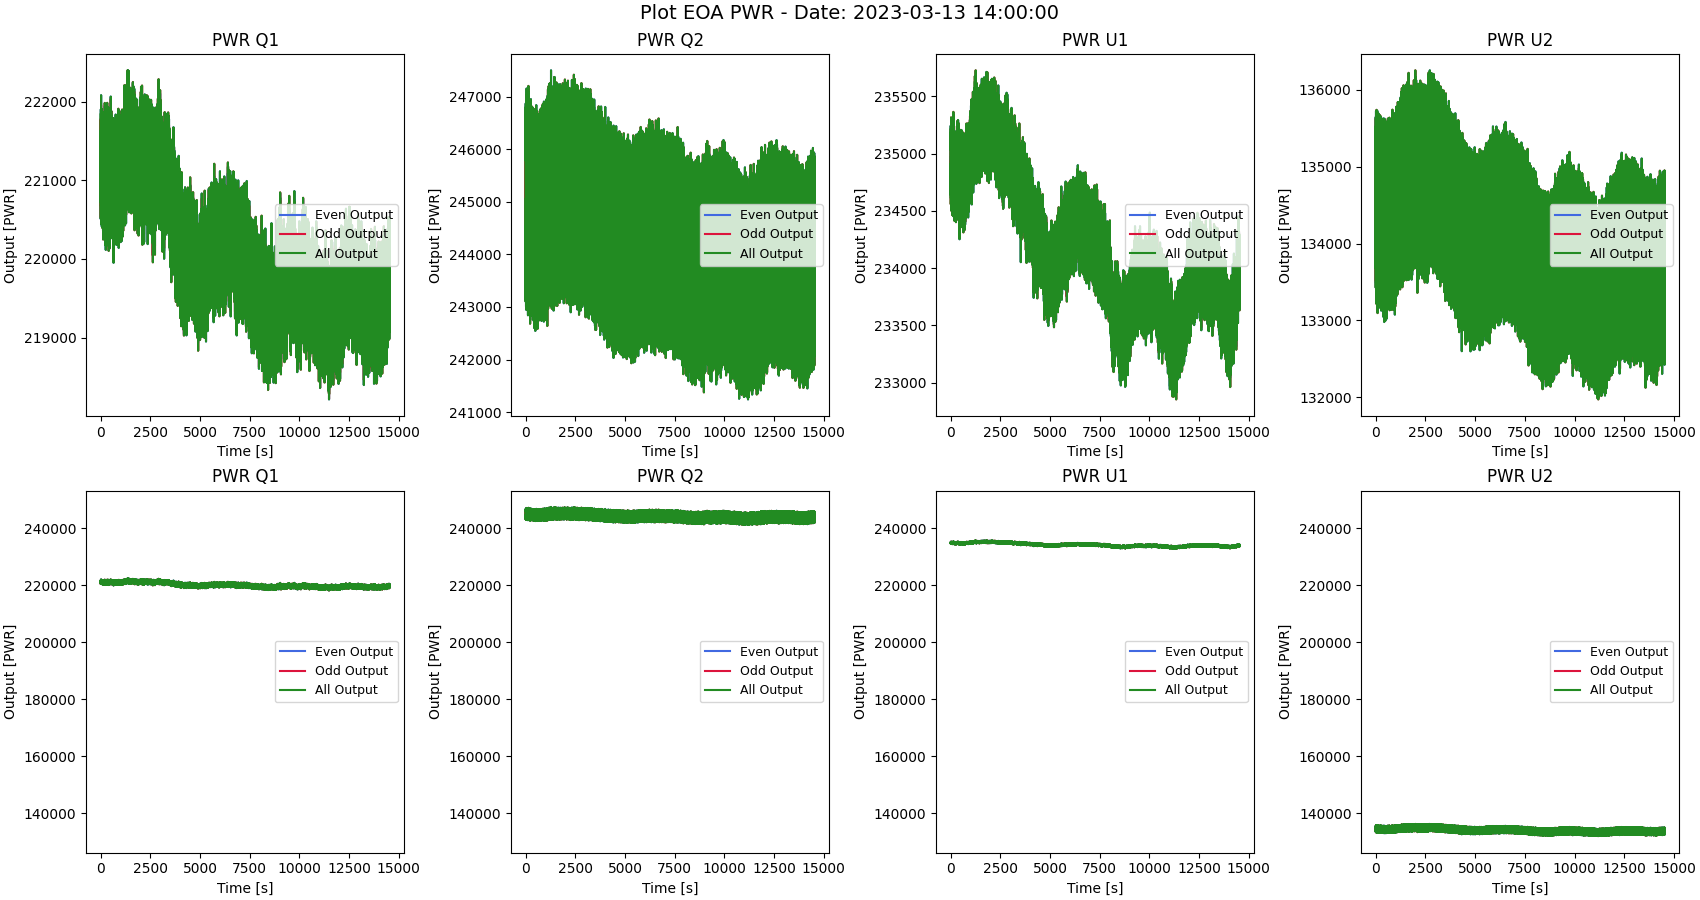 Plot EOA PWR - Date: 2023-03-13 14:00:00
PWR Q1
Output [PWR]
222000
221000
220000
219000
Even Output
Odd Output
All Output
0 2500 5000 7500 10000 12500 15000
Time [s]
PWR Q2
Output [PWR]
247000
246000
245000
244000
243000
242000
241000
Even Output
Odd Output
All Output
0 2500 5000 7500 10000 12500 15000
Time [s]
PWR U1
Output [PWR]
235500
235000
234500
234000
233500
233000
Even Output
Odd Output
All Output
0 2500 5000 7500 10000 12500 15000
Time [s]
PWR U2
Output [PWR]
136000
135000
134000
133000
132000
Even Output
Odd Output
All Output
0 2500 5000 7500 10000 12500 15000
Time [s]
PWR Q1
Output [PWR]
240000
220000
200000
180000
160000
140000
Even Output
Odd Output
All Output
0 2500 5000 7500 10000 12500 15000
Time [s]
PWR Q2
Output [PWR]
240000
220000
200000
180000
160000
140000
Even Output
Odd Output
All Output
0 2500 5000 7500 10000 12500 15000
Time [s]
PWR U1
Output [PWR]
240000
220000
200000
180000
160000
140000
Even Output
Odd Output
All Output
0 2500 5000 7500 10000 12500 15000
Time [s]
PWR U2
Output [PWR]
240000
220000
200000
180000
160000
140000
Even Output
Odd Output
All Output
0 2500 5000 7500 10000 12500 15000
Time [s]